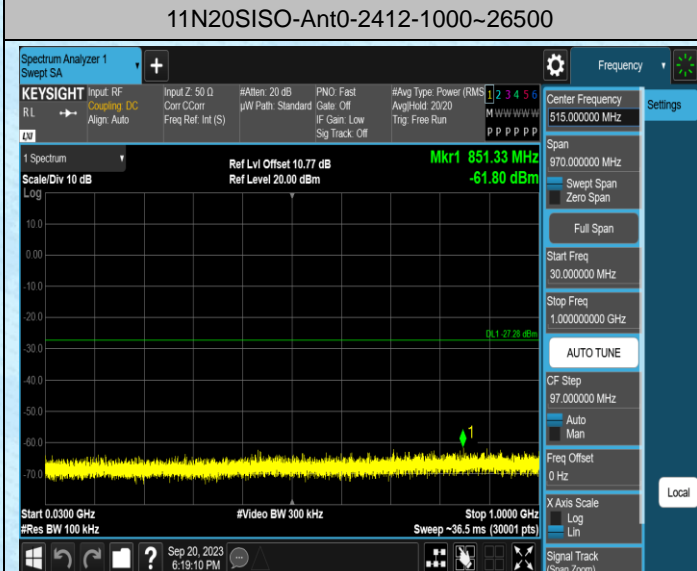 11N20SISO-Ant0-2412-1000~26500
Spectrum Analyzer 1
Swept SA
Frequency
KEYSIGHT
RL
LXI
Input: RF
Coupling: DC
Align: Auto
Input Z: 50 Ω
Corr CCorr
Freq Ref: Int (S)
#Atten: 20 dB
µW Path: Standard
PNO: Fast
Gate: Off
IF Gain: Low
Sig Track: Off
#Avg Type: Power (RMS
Avg|Hold: 20/20
Trig: Free Run
1 2 3 4 5 6
M W W W W W
P P P P P P
1 Spectrum
Scale/Div 10 dB
Log
Ref Lvl Offset 10.77 dB
Ref Level 20.00 dBm
Mkr1 851.33 MHz
-61.80 dBm
10.0
0.00
-10.0
-20.0
DL1 -27.28 dBm
-30.0
-40.0
-50.0
1
-60.0
-70.0
Start 0.0300 GHz
#Res BW 100 kHz
#Video BW 300 kHz
Stop 1.0000 GHz
Sweep ~36.5 ms (30001 pts)
Center Frequency
515.000000 MHz
Settings
Span
970.000000 MHz
Swept Span
Zero Span
Full Span
Start Freq
30.000000 MHz
Stop Freq
1.000000000 GHz
AUTO TUNE
CF Step
97.000000 MHz
Auto
Man
Freq Offset
0 Hz
X Axis Scale
Log
Lin
Local
Signal Track
(Span Zoom)
?
Sep 20, 2023
6:19:10 PM